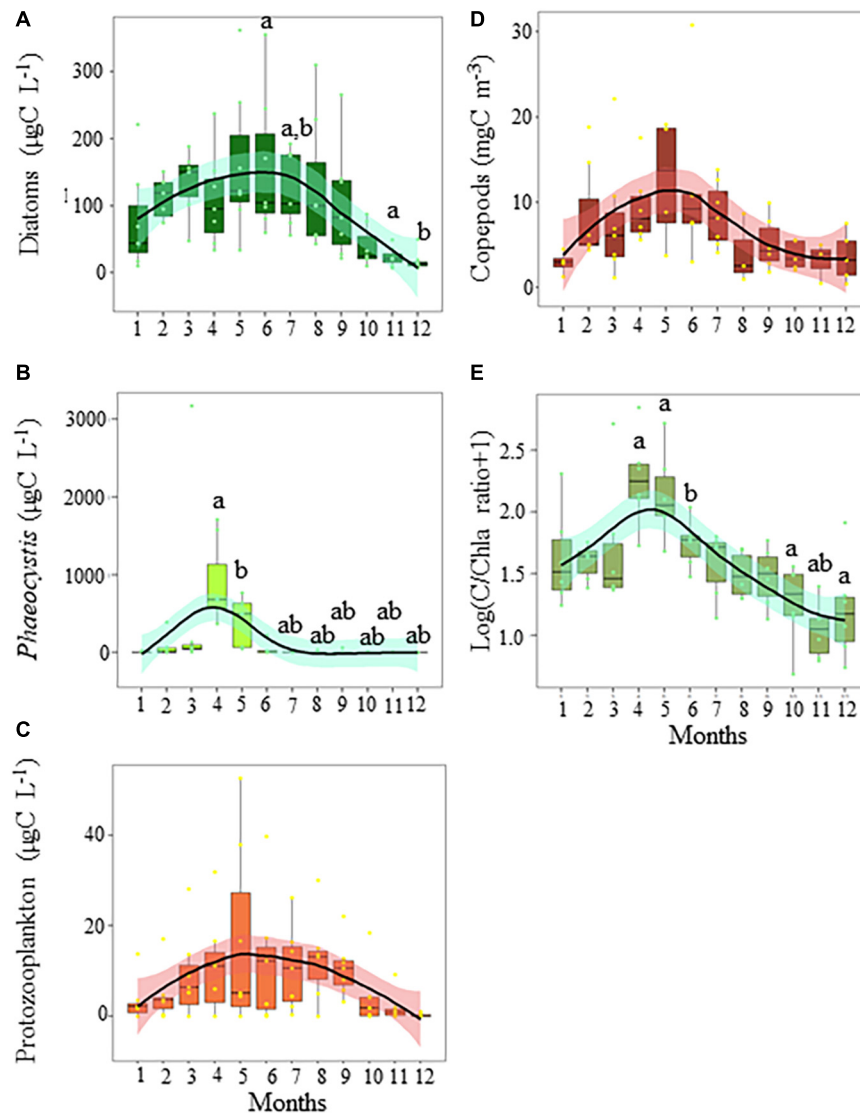 A
Diatoms (µgC L-1)
300
200
100
0
a
a,b
a
b
1 2 3 4 5 6 7 8 9 10 11 12
B
Phaeocystis (µgC L-1)
3000
2000
1000
0
a
b
ab ab ab ab ab ab
1 2 3 4 5 6 7 8 9 10 11 12
C
Protozooplankton (µgC L-1)
40
20
0
1 2 3 4 5 6 7 8 9 10 11 12
Months
D
Copepods (mgC m-3)
30
20
10
0
1 2 3 4 5 6 7 8 9 10 11 12
E
Log(C/Chla ratio+1)
2.5
2.0
1.5
1.0
a
a
b
a
ab
a
1 2 3 4 5 6 7 8 9 10 11 12
Months